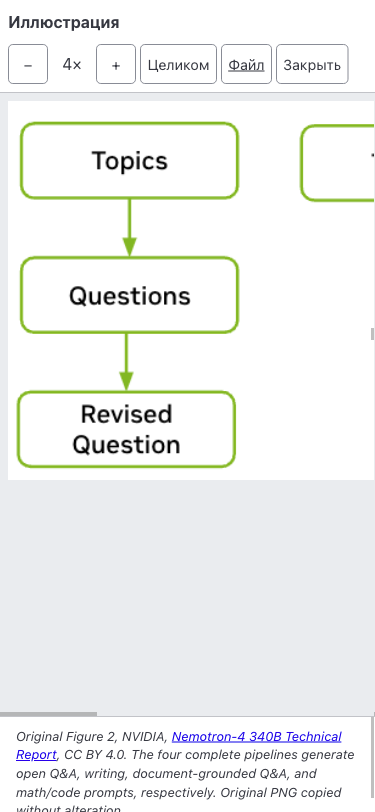 Иллюстрация
− 4× + Целиком Файл Закрыть
Topics
Questions
Revised
Question
Original Figure 2, NVIDIA, Nemotron-4 340B Technical
Report, CC BY 4.0. The four complete pipelines generate
open Q&A, writing, document-grounded Q&A, and
math/code prompts, respectively. Original PNG copied
without alteration.